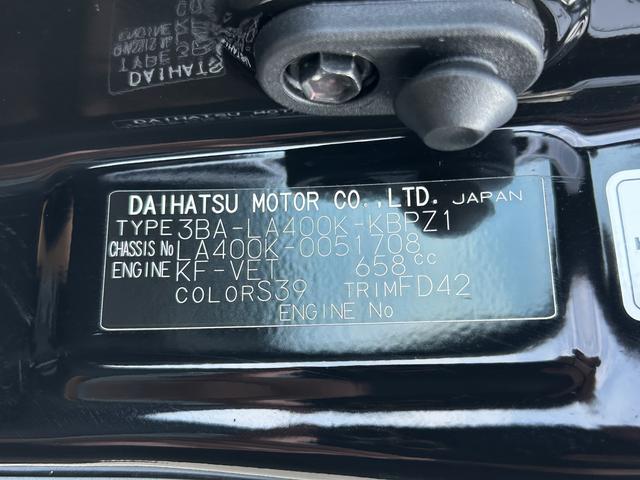 DAIHATSU MOTOR CO.,LTD. JAPAN
TYPE 3BA-LA400K-KBPZ1
CHASSIS No LA400K-0051708
ENGINE KF-VET 658cc
COLOR S39 TRIM FD42
ENGINE No